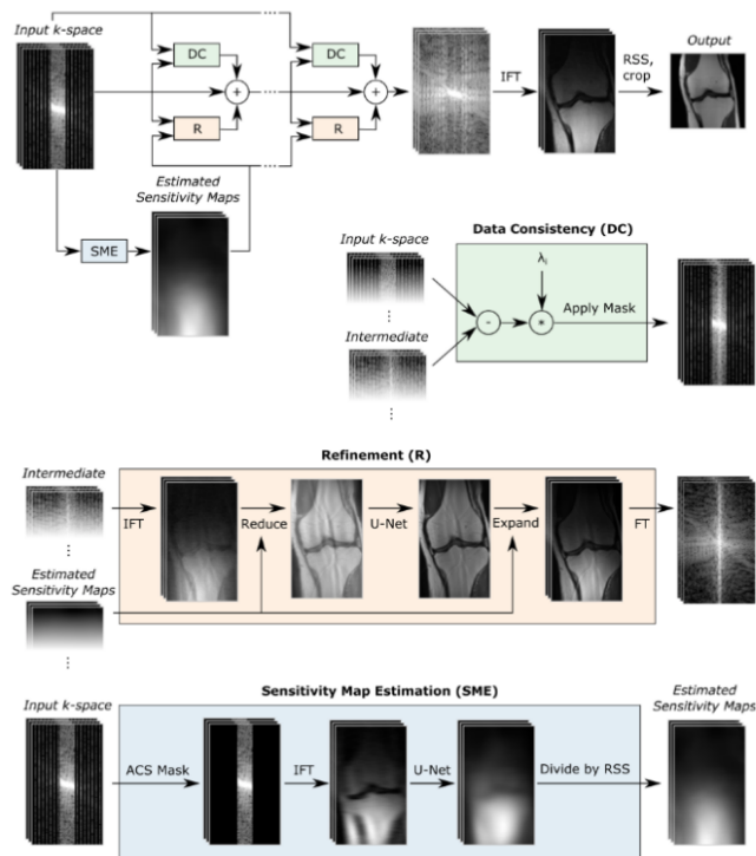 Input k-space
DC
DC
+
+
R
R
IFT
RSS,
crop
Output
Estimated
Sensitivity Maps
SME
Data Consistency (DC)
Input k-space
λi
Apply Mask
-
*
Intermediate
Refinement (R)
Intermediate
IFT
Reduce
U-Net
Expand
FT
Estimated
Sensitivity Maps
Sensitivity Map Estimation (SME)
Input k-space
Estimated
Sensitivity Maps
ACS Mask
IFT
U-Net
Divide by RSS